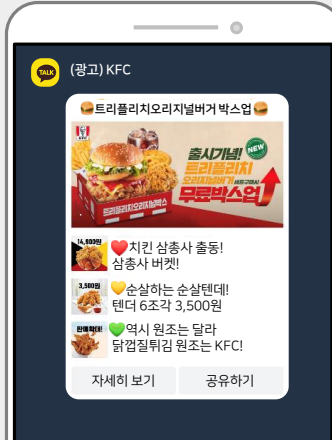 TALK
(광고) KFC
🍔트리플리치오리지널버거 박스업🍔
KFC
출시기념! NEW
트리플리치
오리지널버거 세트구매시
무료박스업
트리플리치오리지널박스
14,900원
❤️치킨 삼총사 출동!
삼총사 버켓!
3,500원
💛순살하는 순살텐데!
텐더 6조각 3,500원
판매확대!
💚역시 원조는 달라
닭껍질튀김 원조는 KFC!
자세히 보기
공유하기